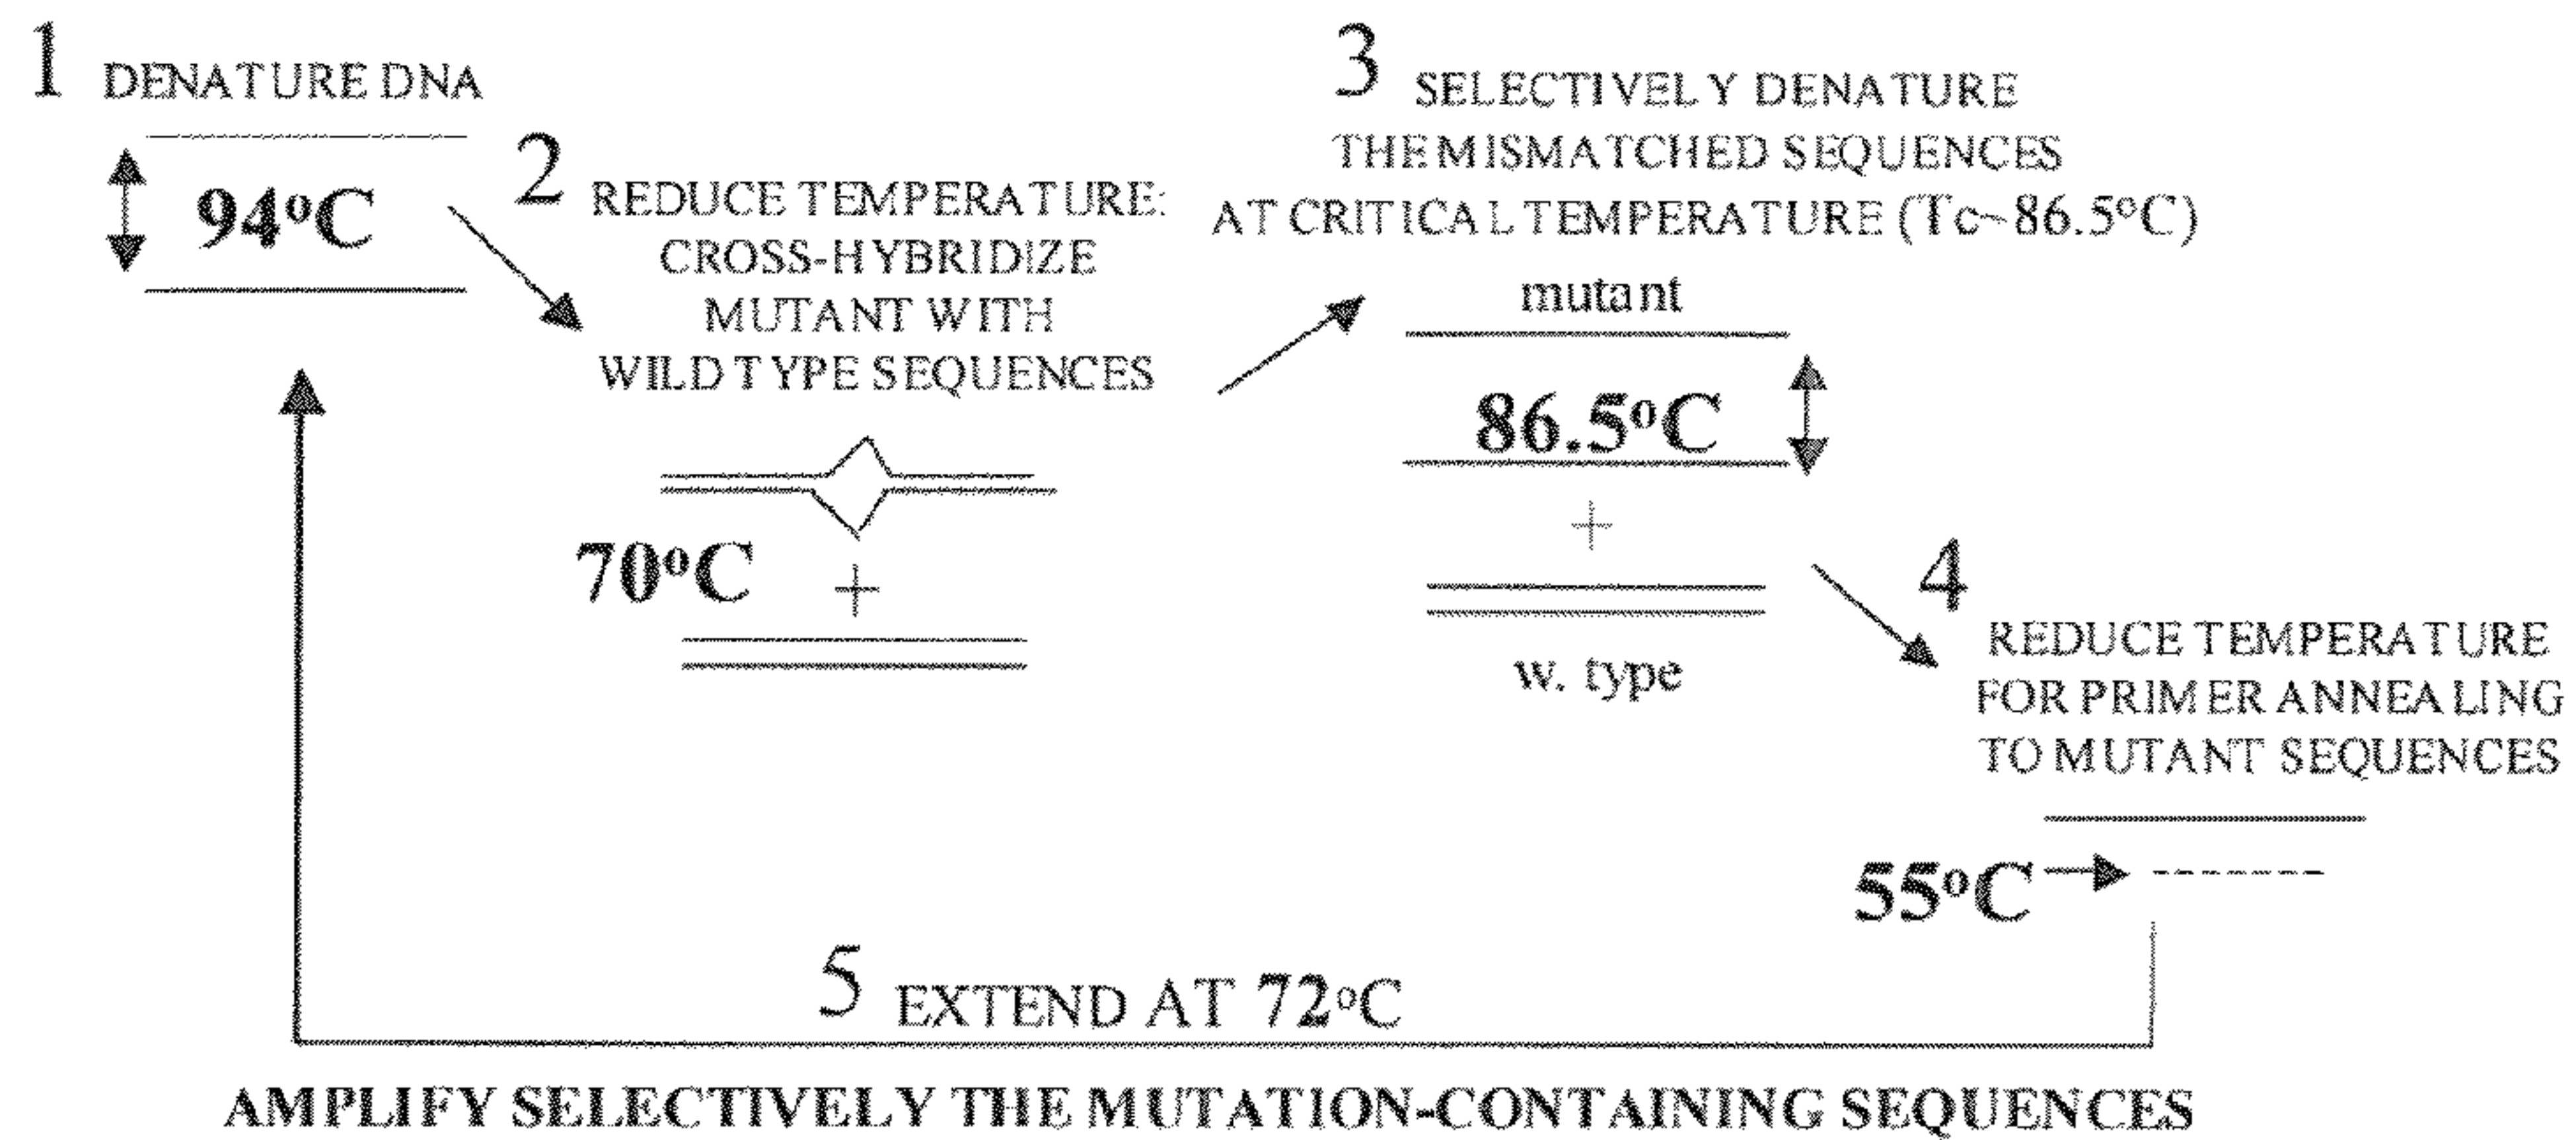 1 DENATURE DNA
94°C
2 REDUCE TEMPERATURE:
CROSS-HYBRIDIZE
MUTANT WITH
WILD TYPE SEQUENCES
70°C
+
3 SELECTIVELY DENATURE
THE MISMATCHED SEQUENCES
AT CRITICAL TEMPERATURE (Tc~86.5°C)
mutant
86.5°C
+
w. type
4
REDUCE TEMPERATURE
FOR PRIMER ANNEALING
TO MUTANT SEQUENCES
55°C
5 EXTEND AT 72°C
AMPLIFY SELECTIVELY THE MUTATION-CONTAINING SEQUENCES